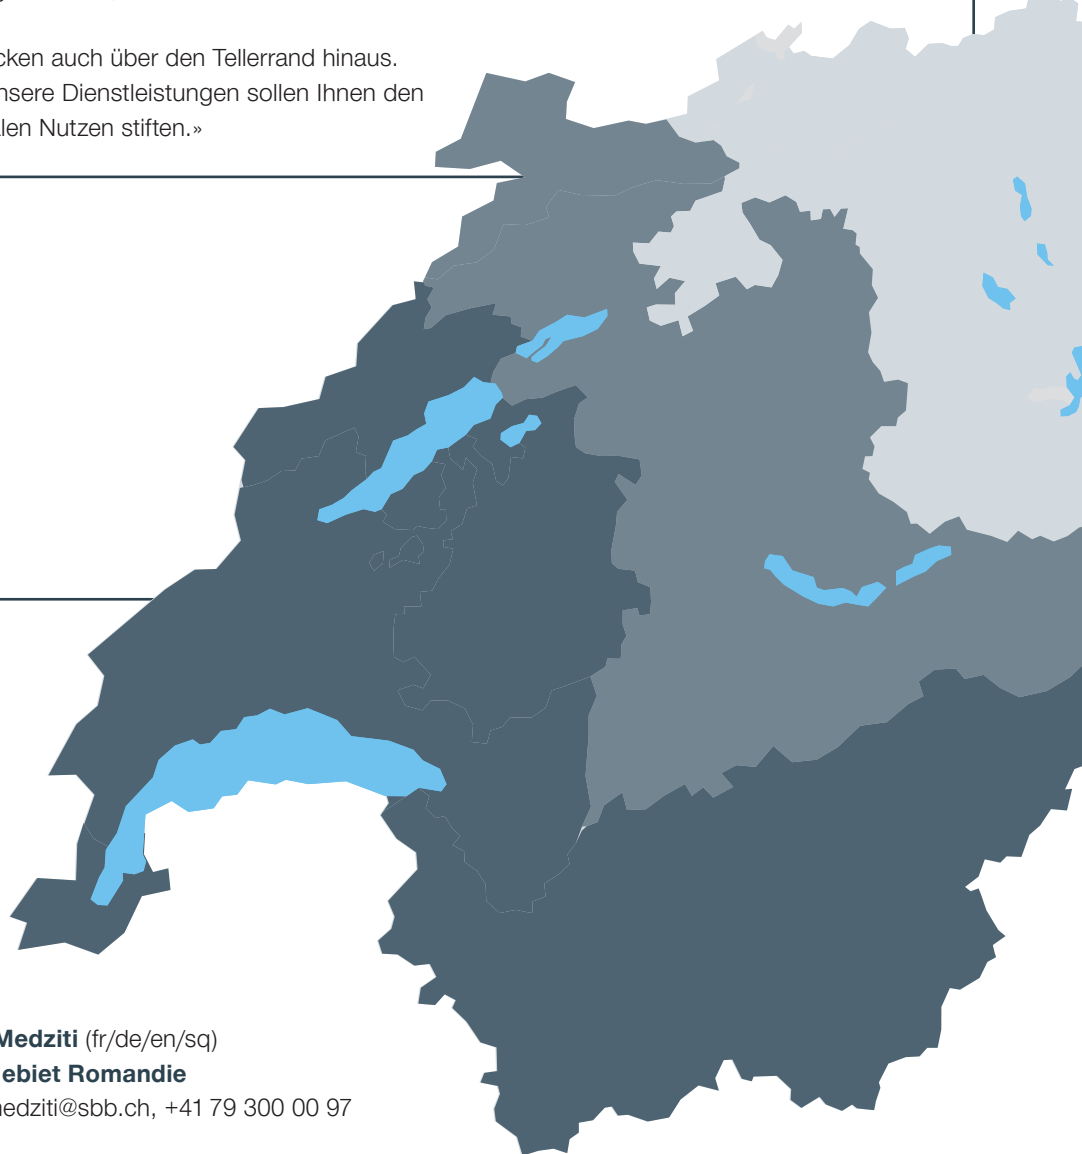 cken auch über den Tellerrand hinaus.
nsere Dienstleistungen sollen Ihnen den
len Nutzen stiften.»
Medziti (fr/de/en/sq)
ebiet Romandie
nedziti@sbb.ch, +41 79 300 00 97